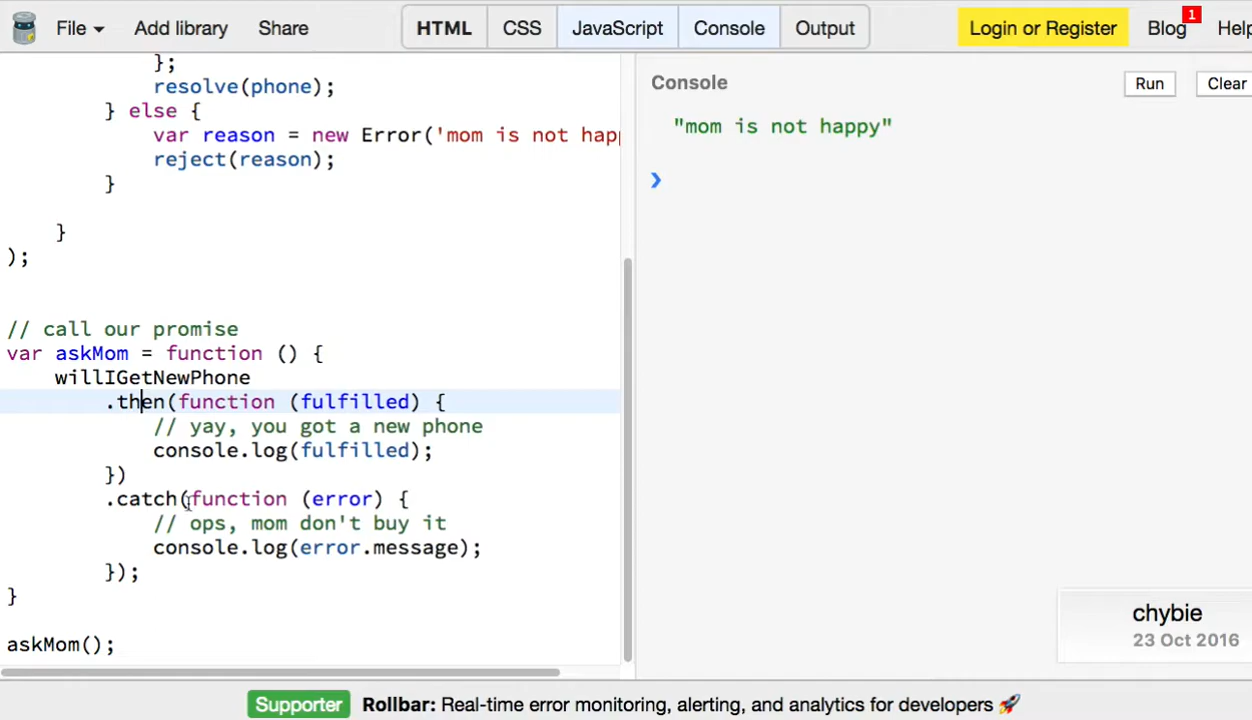 File Add library Share HTML CSS JavaScript Console Output Login or Register Blog 1
};
resolve(phone);
} else {
var reason = new Error('mom is not
reject(reason);
}
}
);
// call our promise
var askMom = function () {
willIGetNewPhone
.then(function (fulfilled) {
// yay, you got a new phone
console.log(fulfilled);
})
.catch(function (error) {
// ops, mom don't buy it
console.log(error.message);
});
}
askMom();
Console Run Clear
"mom is not happy"
❯
chybie
23 Oct 2016
Supporter Rollbar: Real-time error monitoring, alerting, and analytics for developers 🚀